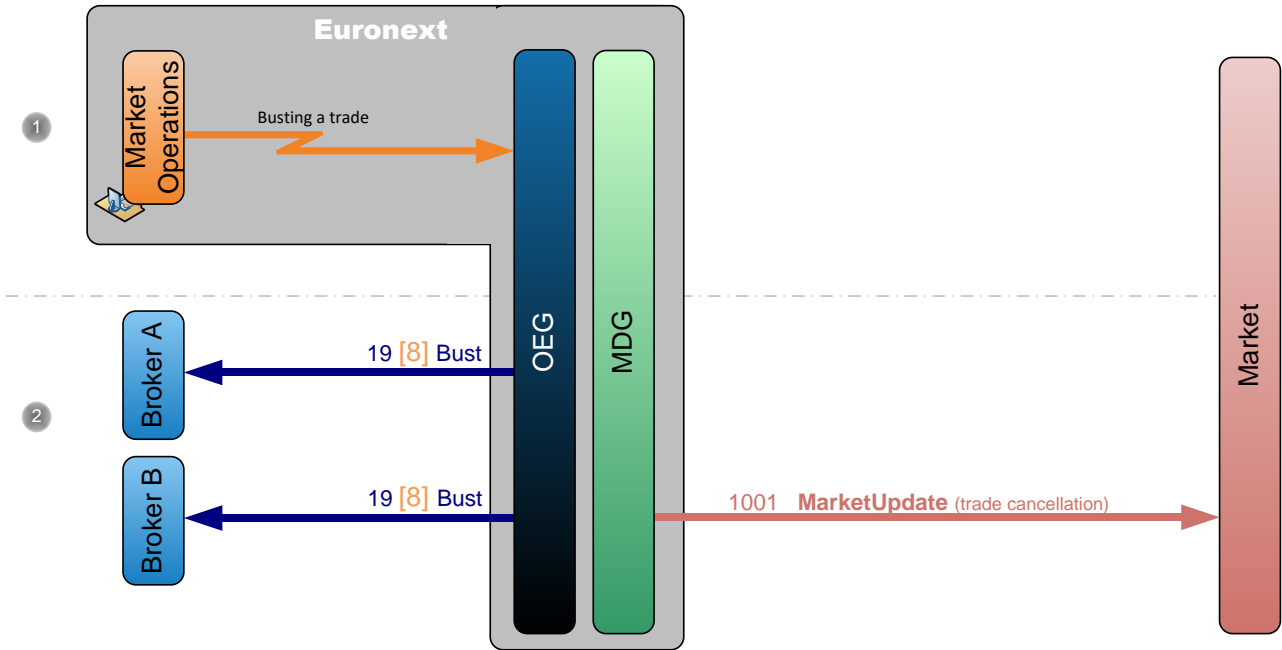 Euronext
Market
Operations
1
Busting a trade
OEG
MDG
Market
2
Broker A
19 [8] Bust
Broker B
19 [8] Bust
1001 MarketUpdate (trade cancellation)